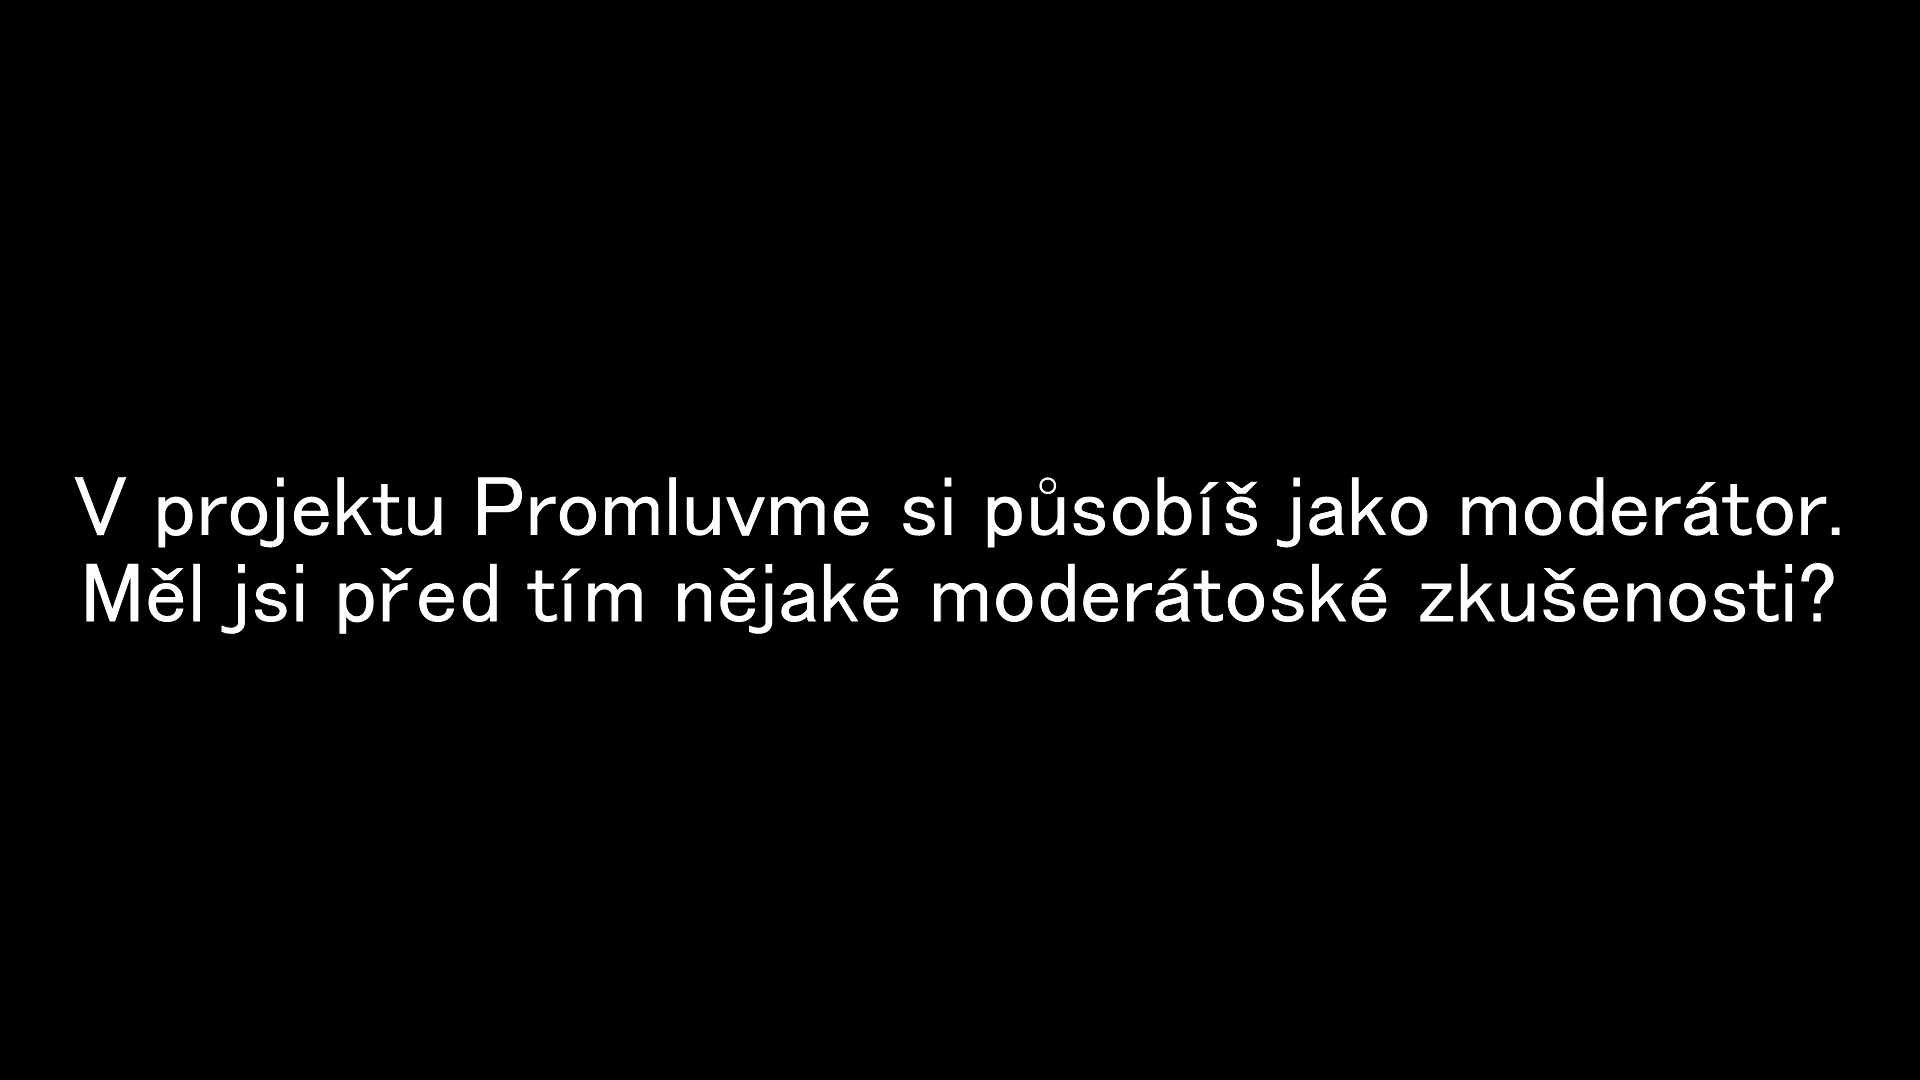 V projektu Promluvme si působíš jako moderátor.
Měl jsi před tím nějaké moderátoské zkušenosti?